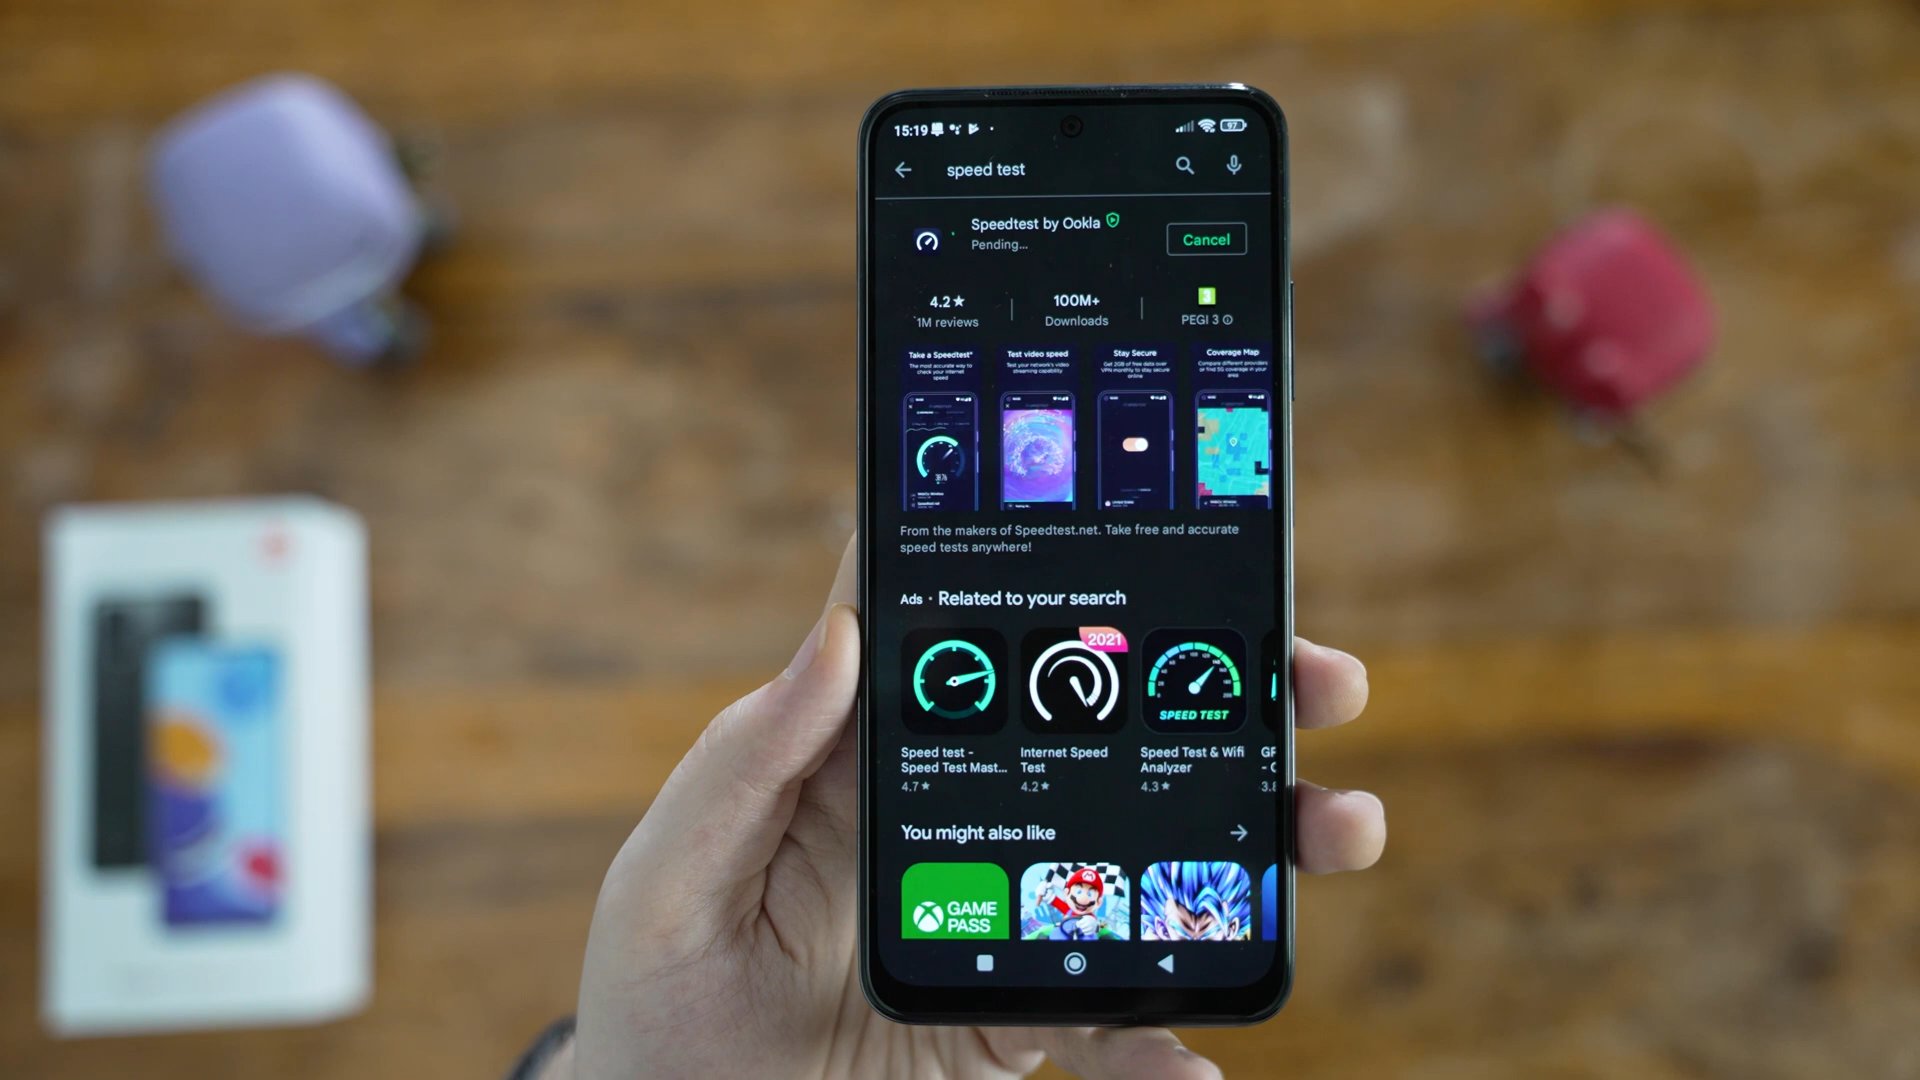 15:19
97
speed test
Speedtest by Ookla
Pending...
Cancel
4.2★
1M reviews
100M+
Downloads
3
PEGI 3
Take a Speedtest®
The most accurate way to
check your internet
speed
Test video speed
Test your network's video
streaming capability
Stay Secure
Get 2GB of free data over
VPN monthly to stay secure
online
Coverage Map
Compare different providers
or find 5G coverage in your
area
From the makers of Speedtest.net. Take free and accurate
speed tests anywhere!
Ads • Related to your search
2021
SPEED TEST
Speed test -
Speed Test Mast...
4.7★
Internet Speed
Test
4.2★
Speed Test & Wifi
Analyzer
4.3★
You might also like
GAME
PASS